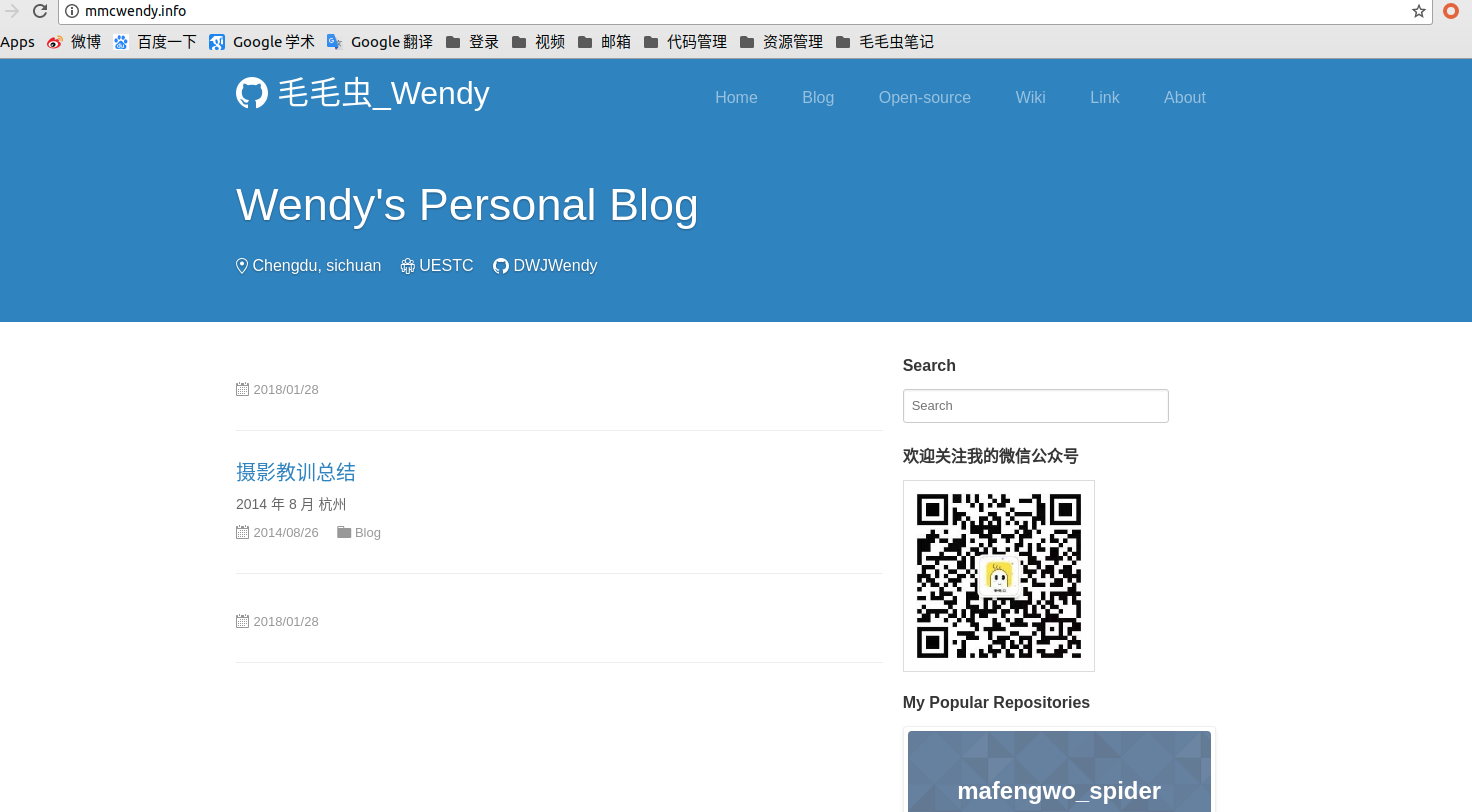 mmcwendy.info
Apps 微博 百度一下 Google 学术 Google 翻译 登录 视频 邮箱 代码管理 资源管理 毛毛虫笔记
毛毛虫_Wendy Home Blog Open-source Wiki Link About
Wendy's Personal Blog
Chengdu, sichuan UESTC DWJWendy
2018/01/28
摄影教训总结
2014 年 8 月 杭州
2014/08/26 Blog
2018/01/28
Search
Search
欢迎关注我的微信公众号
My Popular Repositories
mafengwo_spider